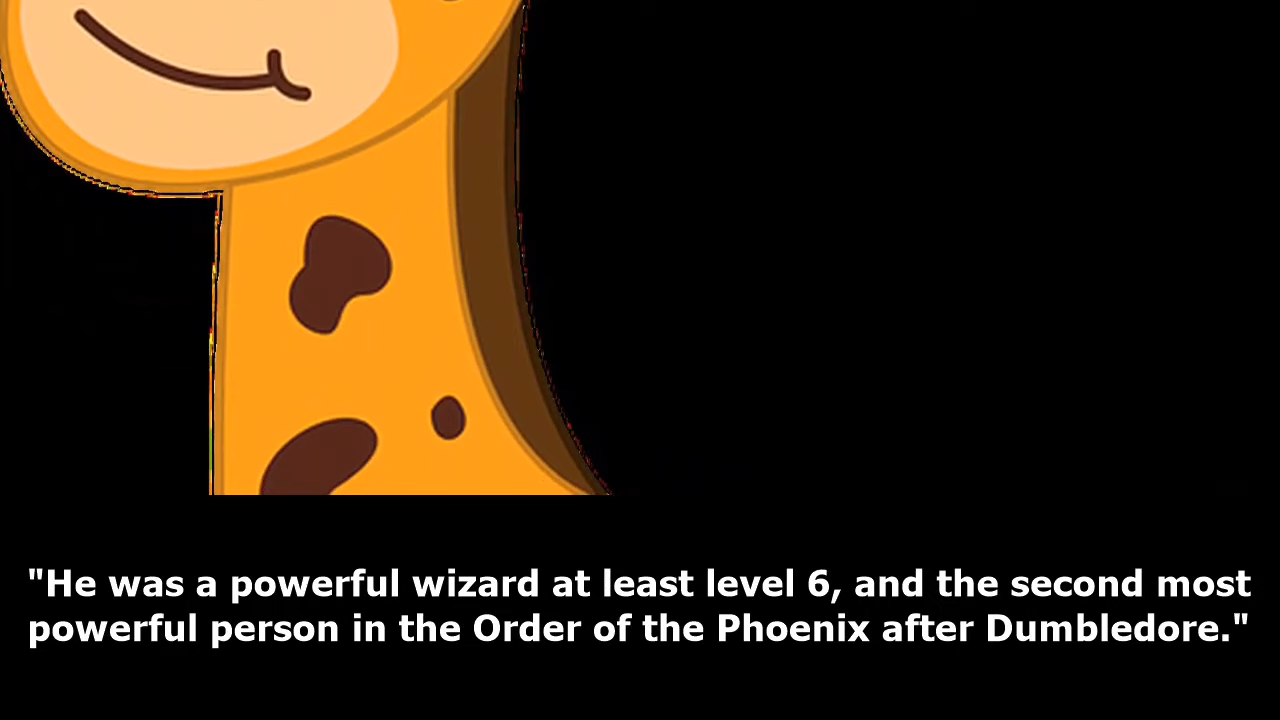 "He was a powerful wizard at least level 6, and the second most
powerful person in the Order of the Phoenix after Dumbledore."